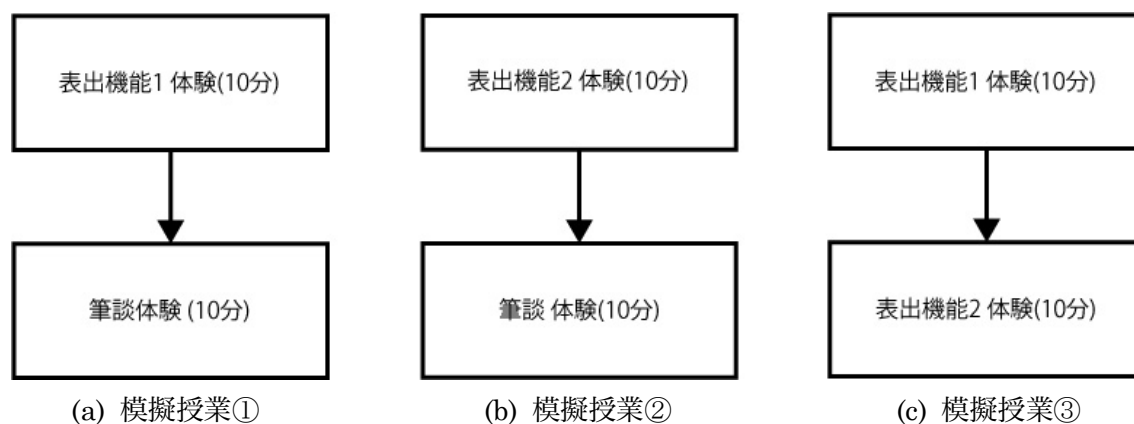 表出機能1 体験(10分)
表出機能2 体験(10分)
表出機能1 体験(10分)
筆談体験 (10分)
筆談 体験(10分)
表出機能2 体験(10分)
(a) 模擬授業①
(b) 模擬授業②
(c) 模擬授業③